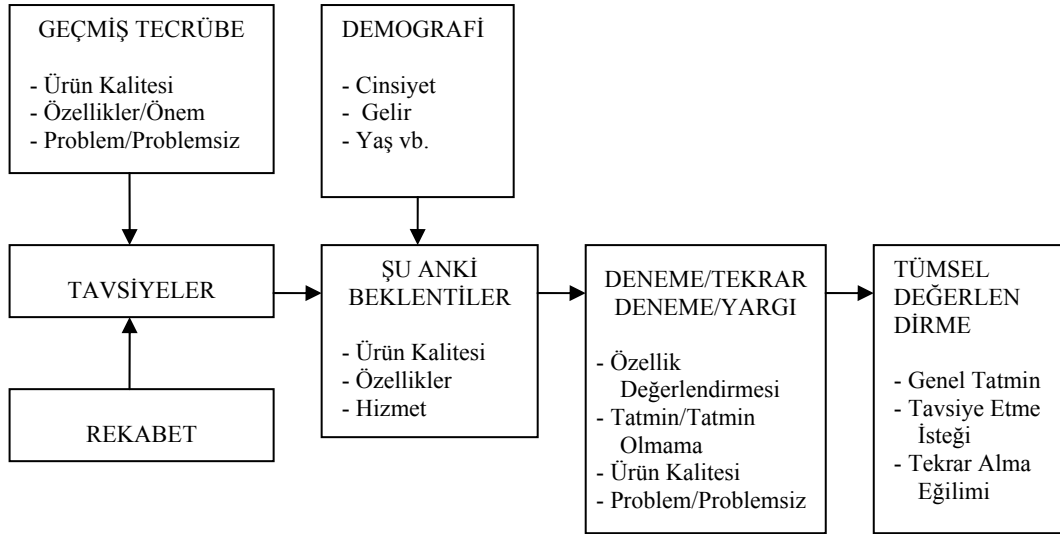 GEÇMİŞ TECRÜBE
- Ürün Kalitesi
- Özellikler/Önem
- Problem/Problemsiz
DEMOGRAFİ
- Cinsiyet
- Gelir
- Yaş vb.
TAVSİYELER
REKABET
ŞU ANKİ
BEKLENTİLER
- Ürün Kalitesi
- Özellikler
- Hizmet
DENEME/TEKRAR
DENEME/YARGI
- Özellik
Değerlendirmesi
- Tatmin/Tatmin
Olmama
- Ürün Kalitesi
- Problem/Problemsiz
TÜMSEL
DEĞERLEN
DİRME
- Genel Tatmin
- Tavsiye Etme
İsteği
- Tekrar Alma
Eğilimi